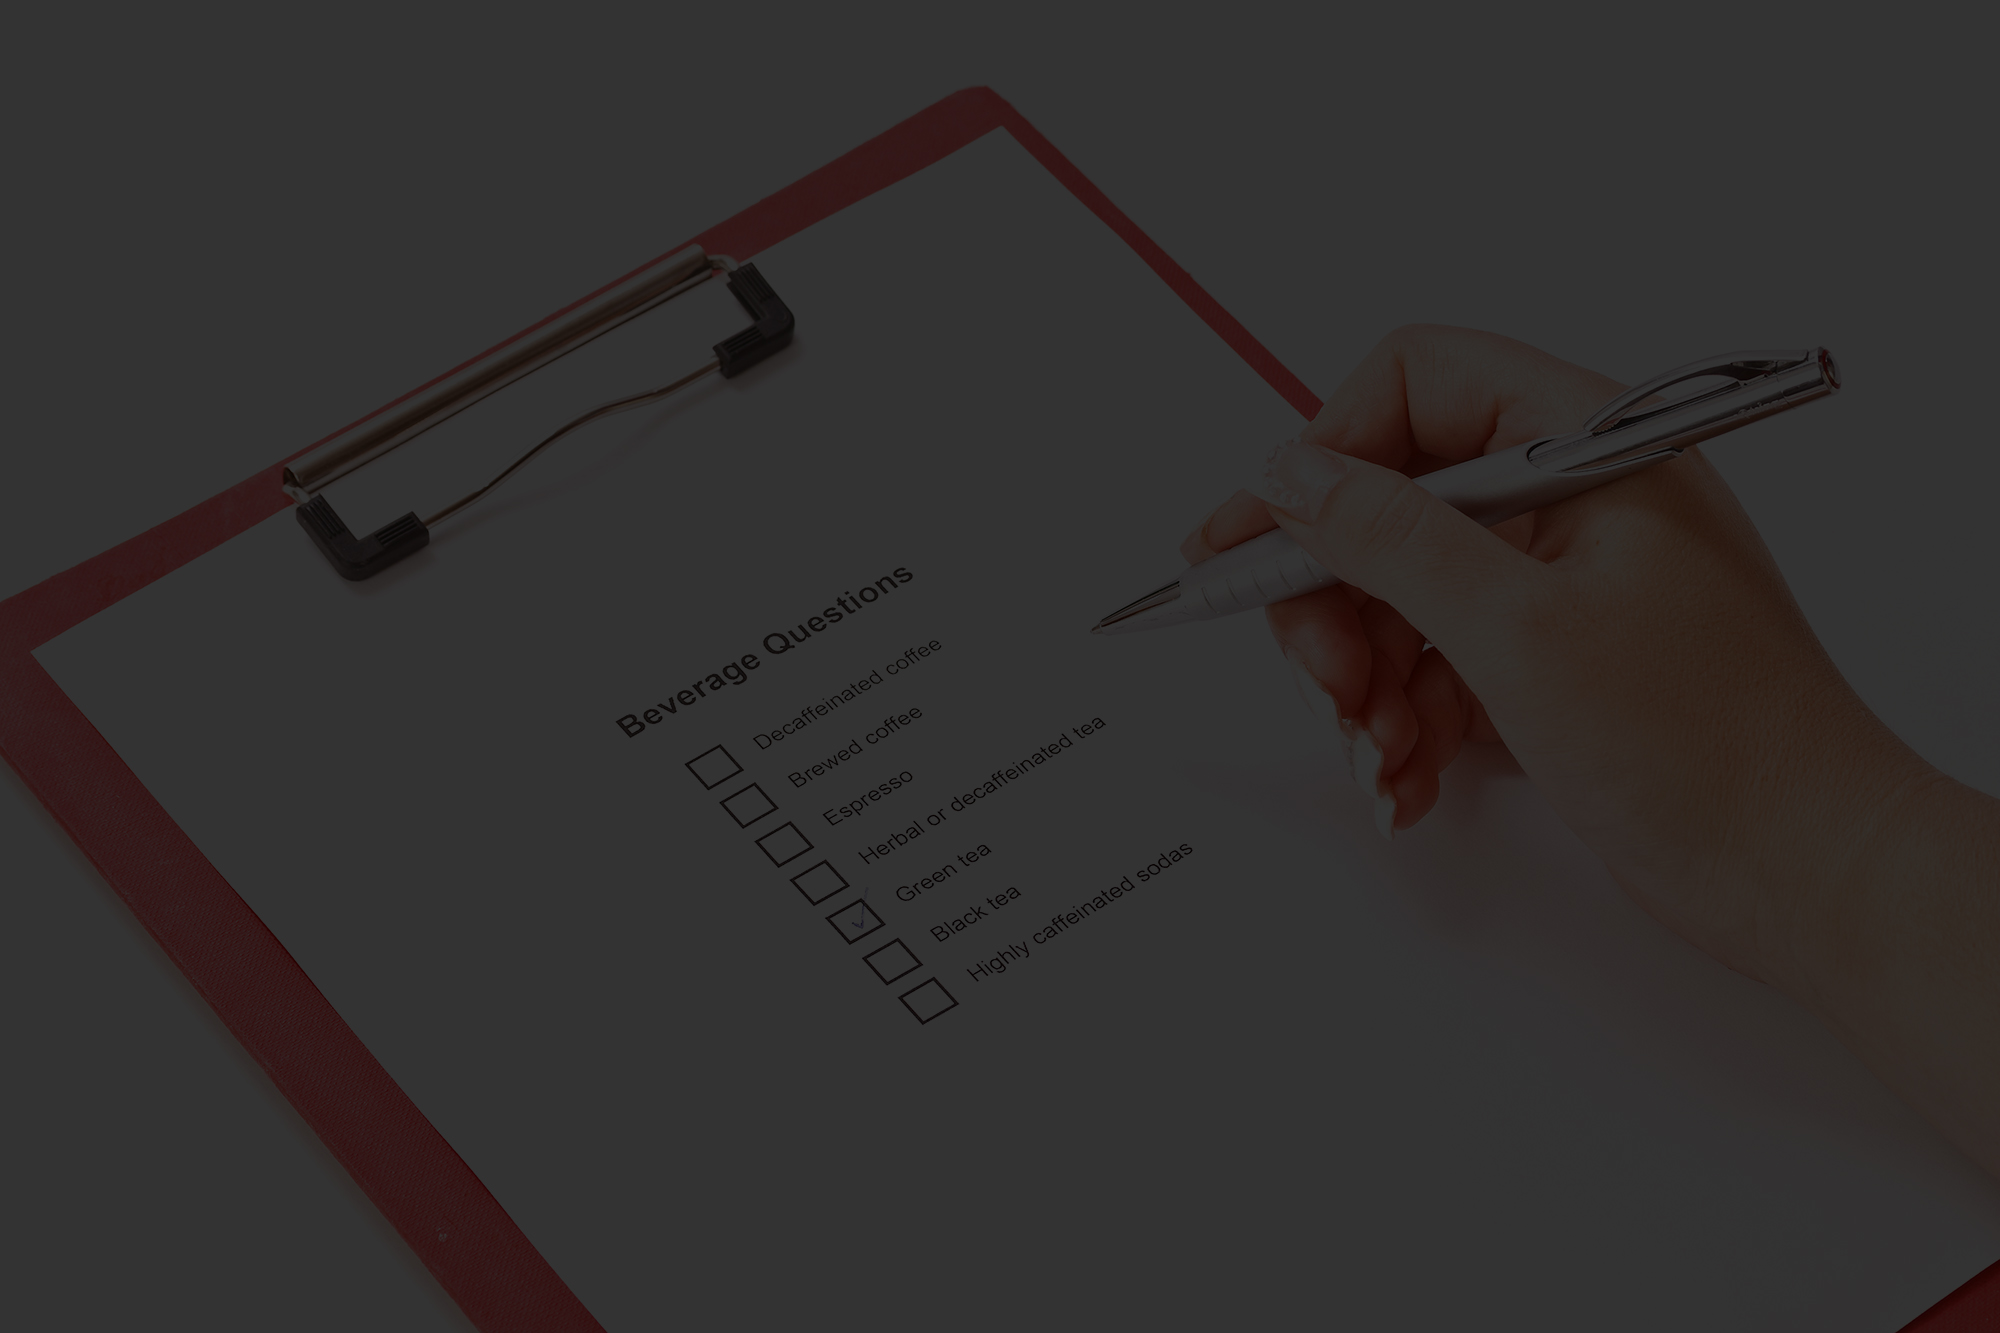 Beverage Questions
Decaffeinated coffee
Brewed coffee
Espresso
Herbal or decaffeinated tea
Green tea
Black tea
Highly caffeinated sodas